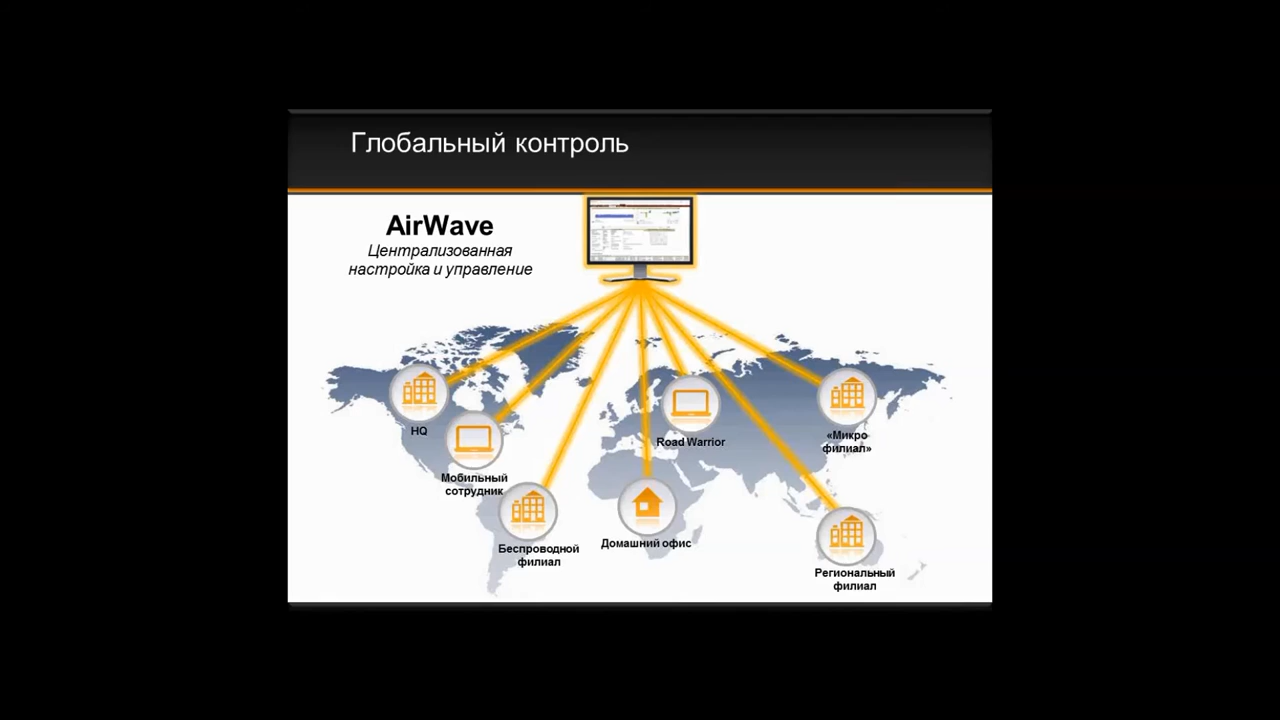 Глобальный контроль
AirWave
Централизованная
настройка и управление
HQ
Мобильный
сотрудник
Беспроводной
филиал
Домашний офис
Road Warrior
«Микро
филиал»
Региональный
филиал